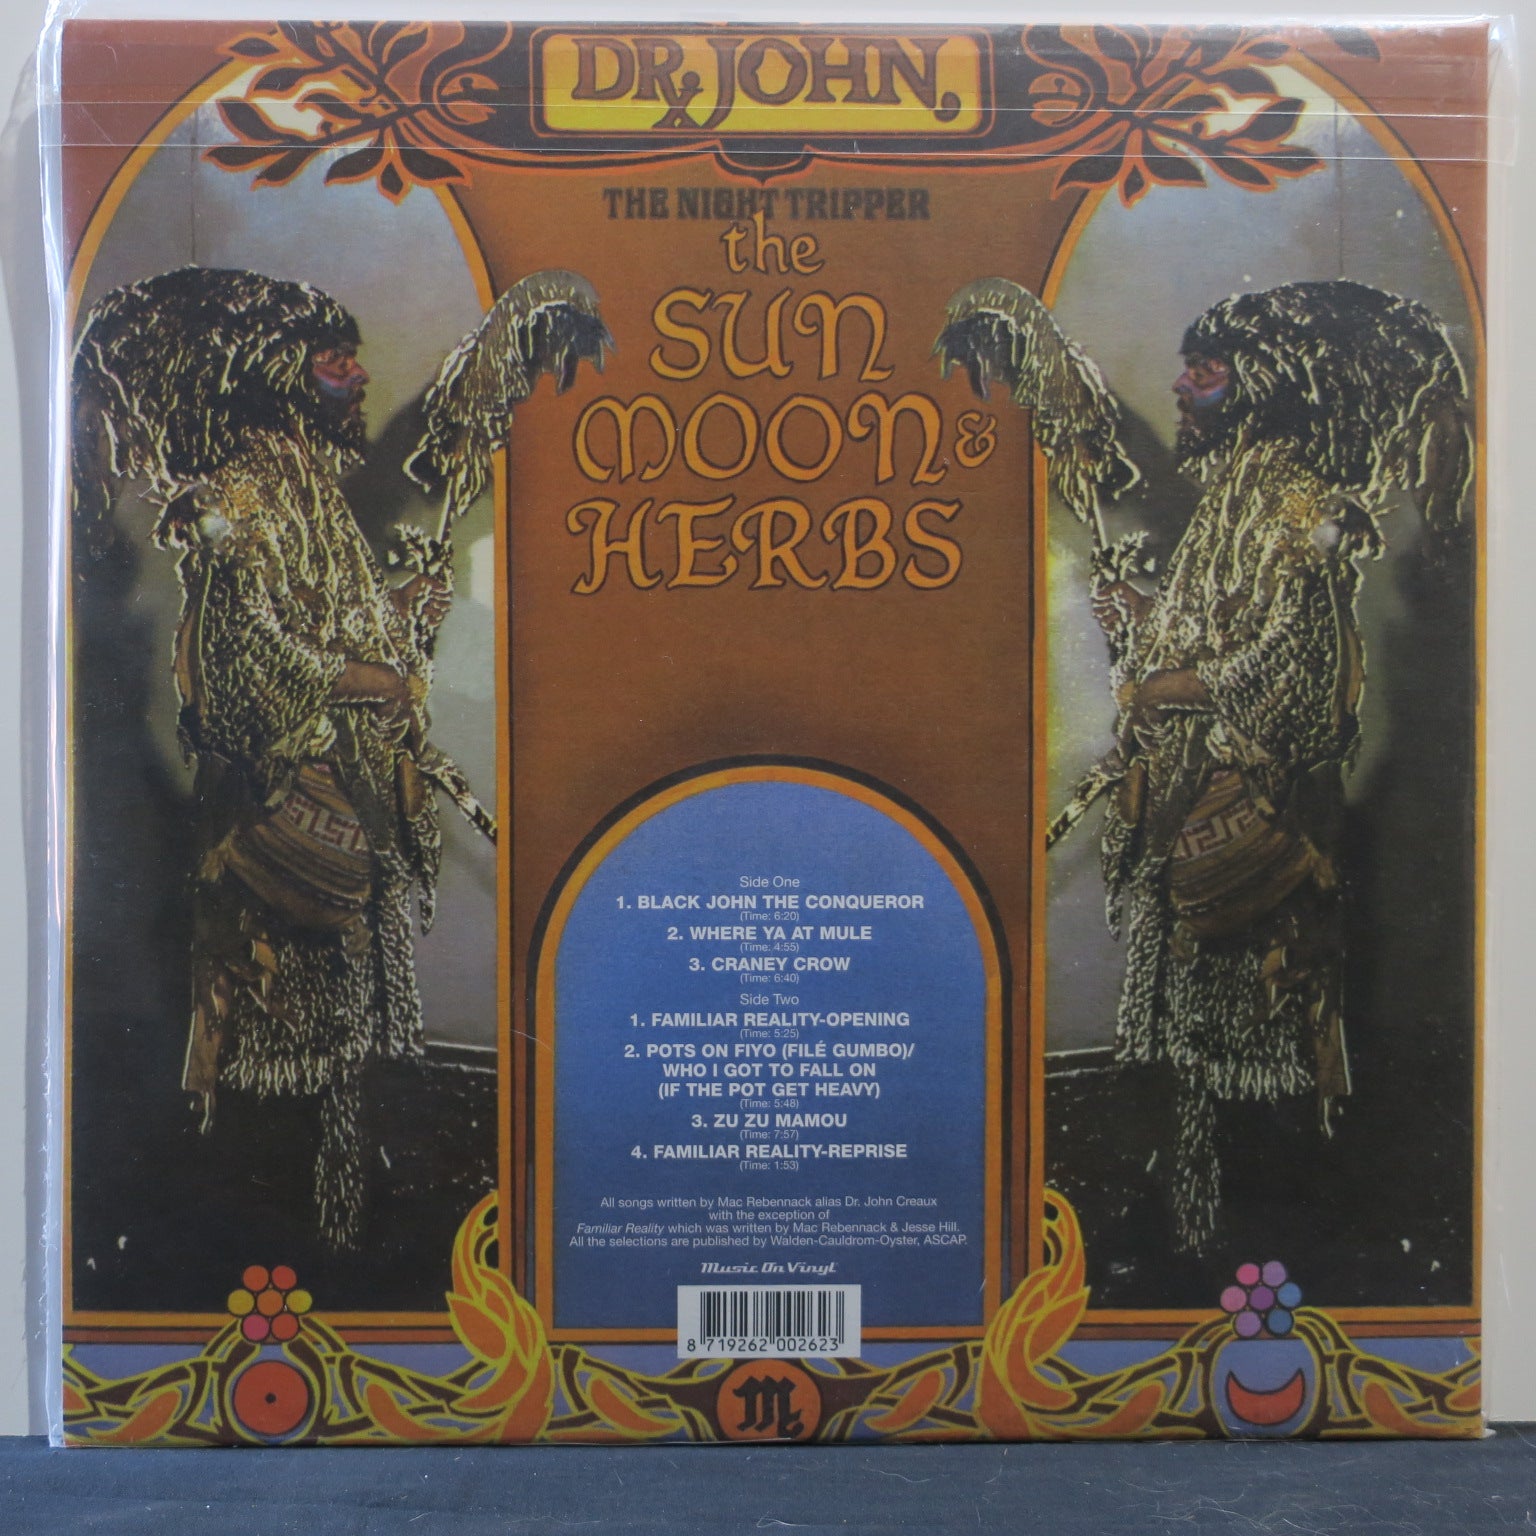 DR. JOHN,
THE NIGHT TRIPPER
the
SUN
MOON &
HERBS
Side One
1. BLACK JOHN THE CONQUEROR
(Time: 6:20)
2. WHERE YA AT MULE
(Time: 4:55)
3. CRANEY CROW
(Time: 6:40)
Side Two
1. FAMILIAR REALITY-OPENING
(Time: 5:25)
2. POTS ON FIYO (FILÉ GUMBO)/
WHO I GOT TO FALL ON
(IF THE POT GET HEAVY)
(Time: 5:48)
3. ZU ZU MAMOU
(Time: 7:57)
4. FAMILIAR REALITY-REPRISE
(Time: 1:53)
All songs written by Mac Rebennack alias Dr. John Creaux
with the exception of
Familiar Reality which was written by Mac Rebennack & Jesse Hill.
All the selections are published by Walden-Cauldrom-Oyster, ASCAP.
Music On Vinyl
8 719262 002623
M.